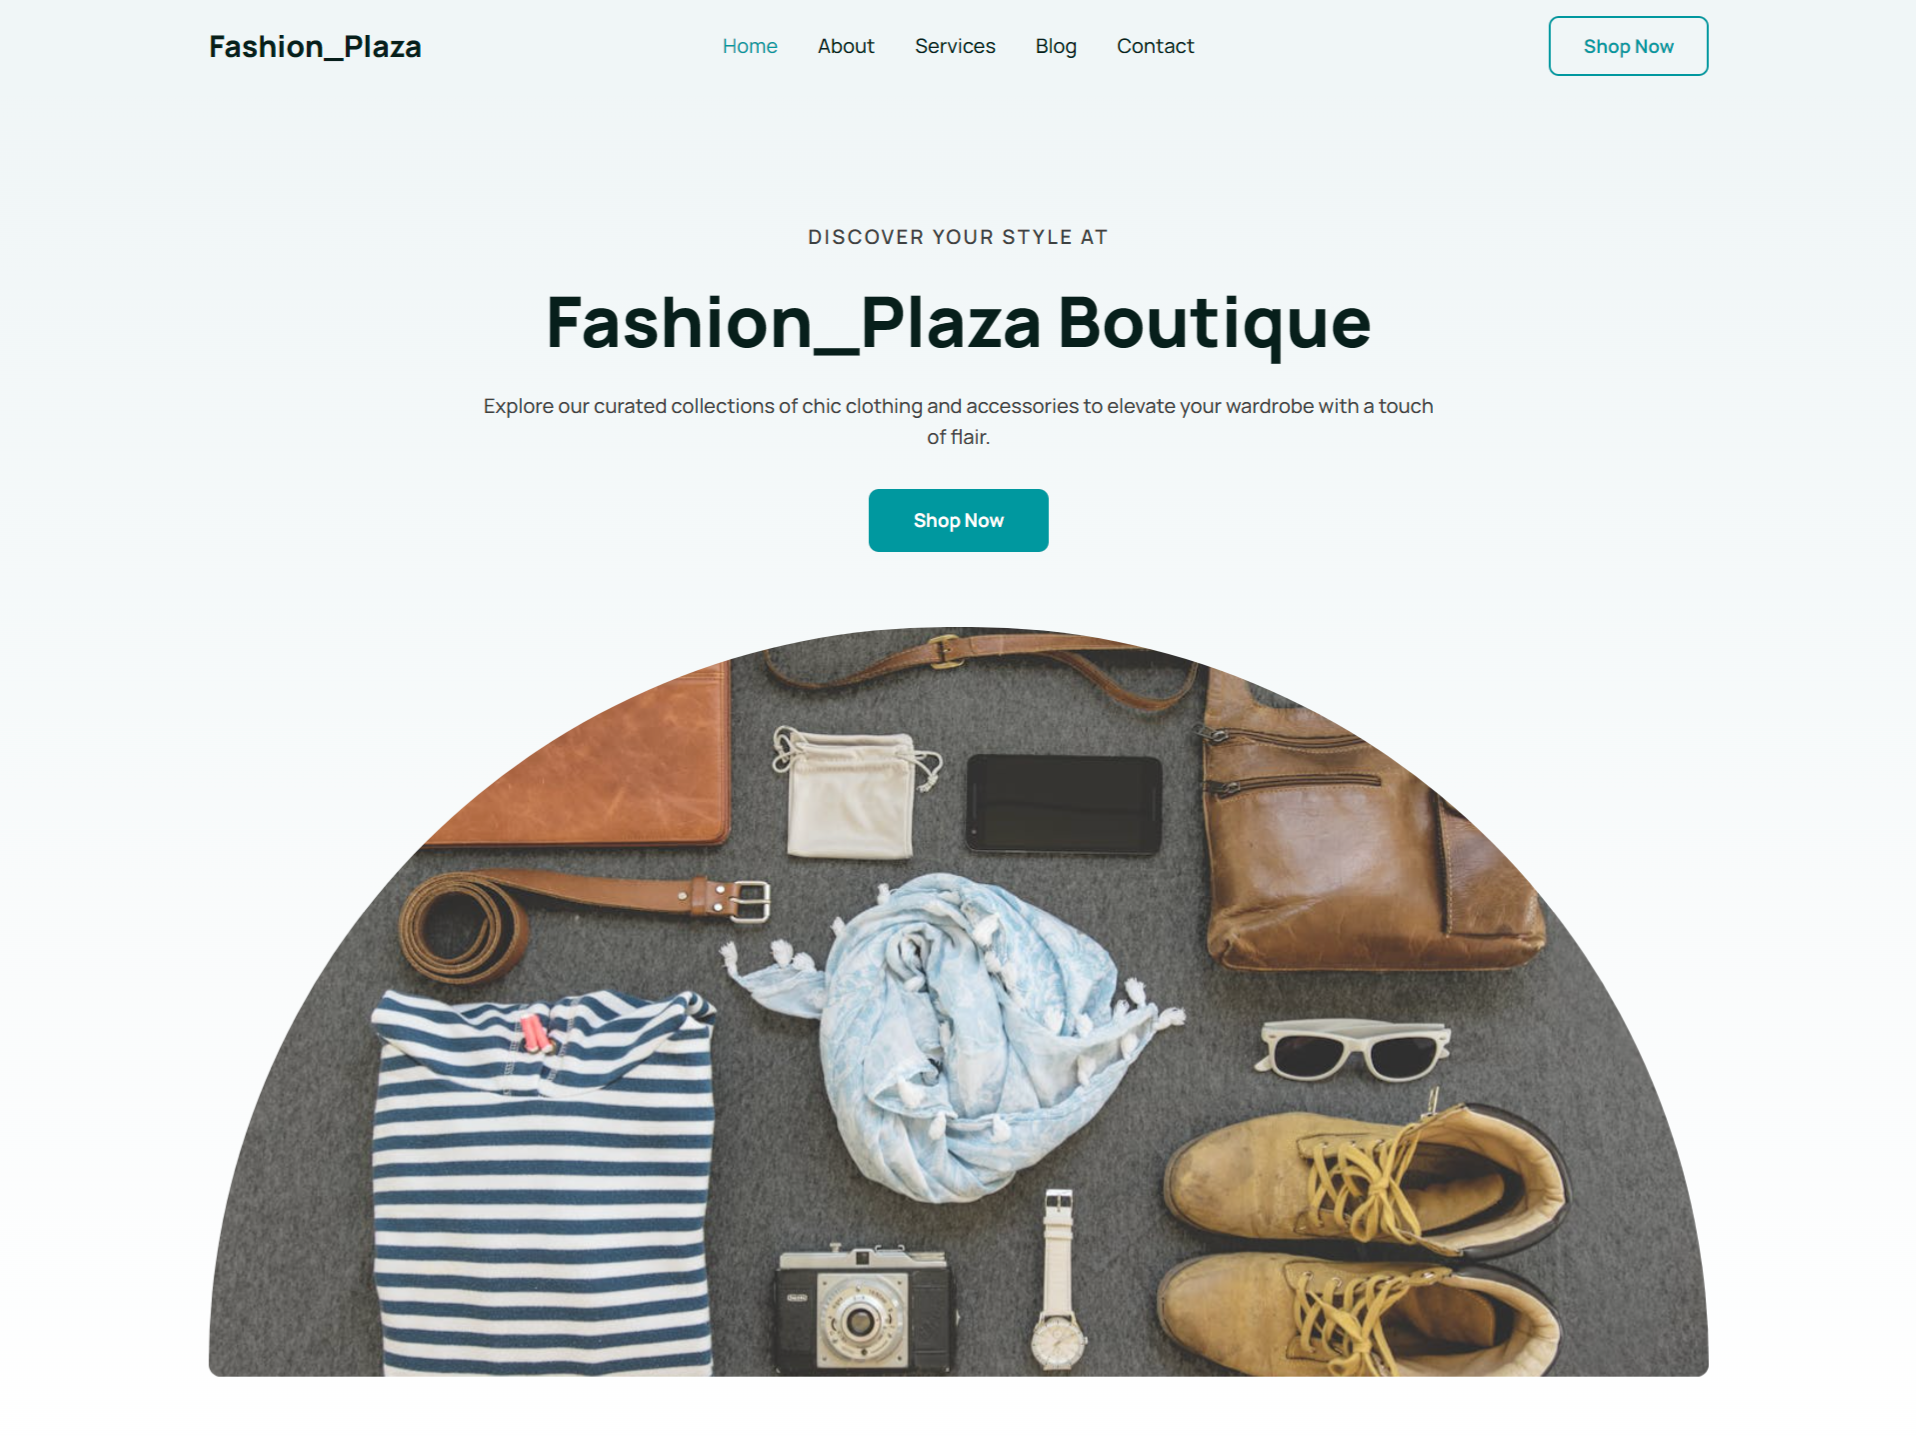 Fashion_Plaza
Home
About
Services
Blog
Contact
Shop Now
DISCOVER YOUR STYLE AT
Fashion_Plaza Boutique
Explore our curated collections of chic clothing and accessories to elevate your wardrobe with a touch
of flair.
Shop Now